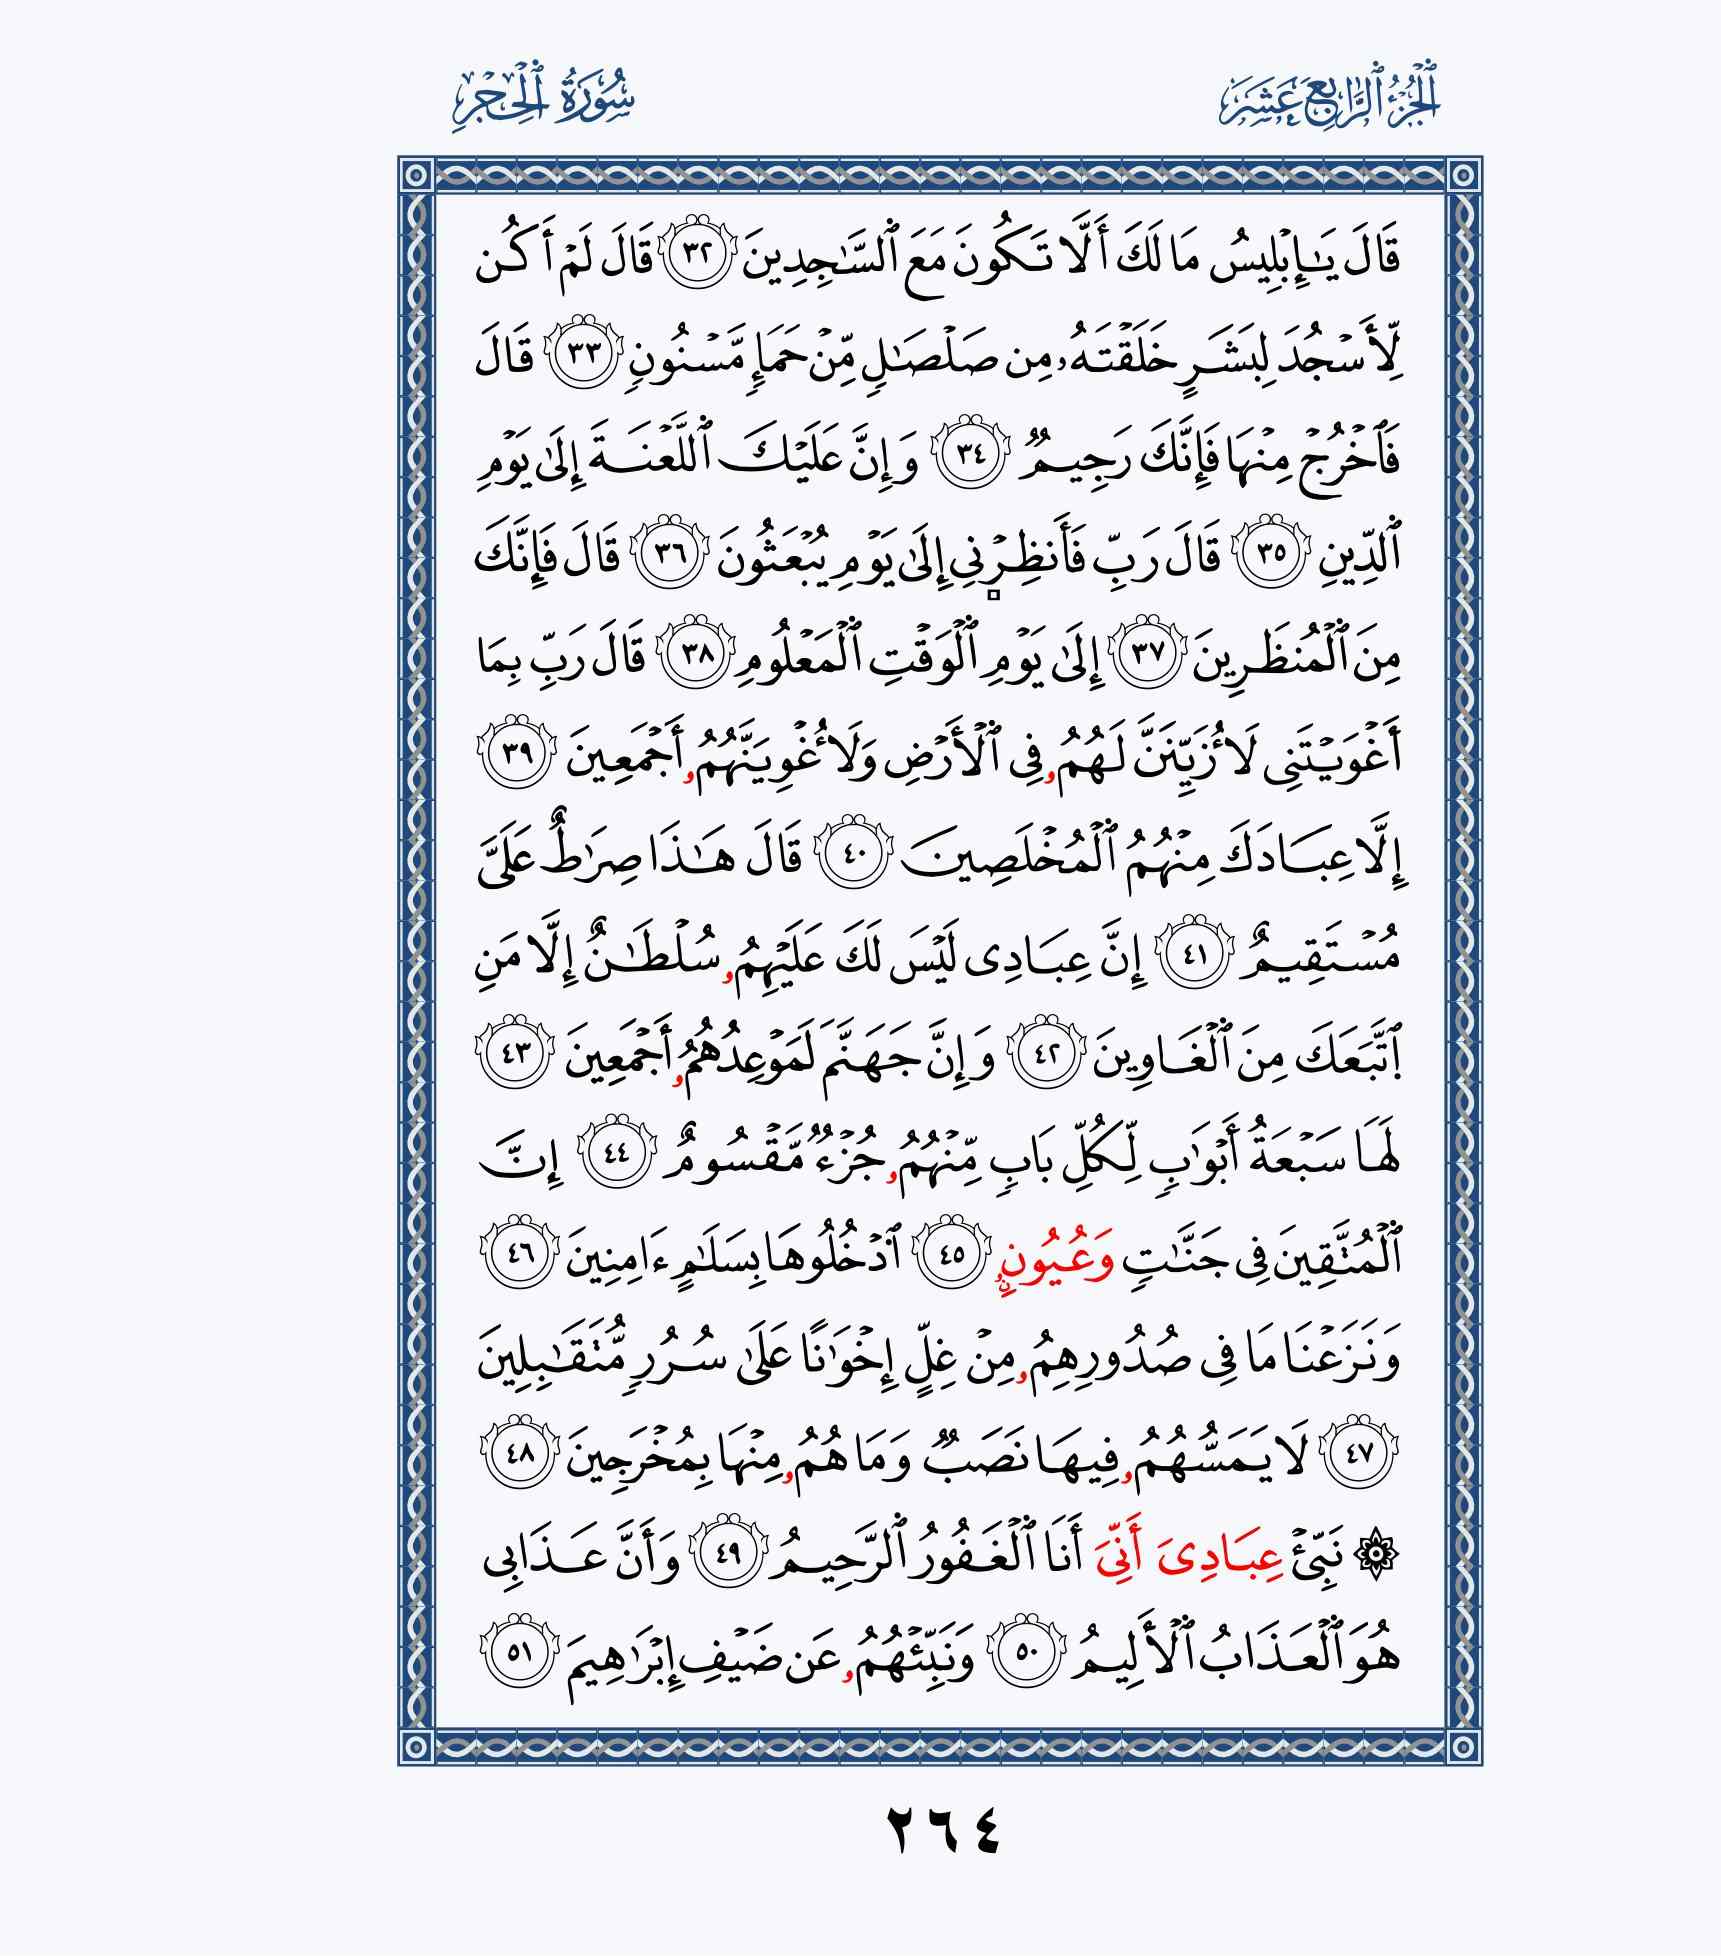 الجُزْءُ ٱلرَّابِعَ عَشَرَ
سُورَةُ ٱلْحِجْرِ
قَالَ يَـٰٓإِبْلِيسُ مَا لَكَ أَلَّا تَكُونَ مَعَ ٱلسَّـٰجِدِينَ ٣٢ قَالَ لَمْ أَكُن
لِّأَسْجُدَ لِبَشَرٍ خَلَقْتَهُۥ مِن صَلْصَـٰلٍ مِّنْ حَمَإٍ مَّسْنُونٍ ٣٣ قَالَ
فَٱخْرُجْ مِنْهَا فَإِنَّكَ رَجِيمٌ ٣٤ وَإِنَّ عَلَيْكَ ٱللَّعْنَةَ إِلَىٰ يَوْمِ
ٱلدِّينِ ٣٥ قَالَ رَبِّ فَأَنظِرْنِي إِلَىٰ يَوْمِ يُبْعَثُونَ ٣٦ قَالَ فَإِنَّكَ
مِنَ ٱلْمُنظَرِينَ ٣٧ إِلَىٰ يَوْمِ ٱلْوَقْتِ ٱلْمَعْلُومِ ٣٨ قَالَ رَبِّ بِمَا
أَغْوَيْتَنِى لَأُزَيِّنَنَّ لَهُمُۥ فِى ٱلْأَرْضِ وَلَأُغْوِيَنَّهُمُۥ أَجْمَعِينَ ٣٩
إِلَّا عِبَادَكَ مِنْهُمُ ٱلْمُخْلَصِينَ ٤٠ قَالَ هَـٰذَا صِرَٰطٌ عَلَىَّ
مُسْتَقِيمٌ ٤١ إِنَّ عِبَادِى لَيْسَ لَكَ عَلَيْهِمُۥ سُلْطَـٰنٌ إِلَّا مَنِ
ٱتَّبَعَكَ مِنَ ٱلْغَاوِينَ ٤٢ وَإِنَّ جَهَنَّمَ لَمَوْعِدُهُمُۥ أَجْمَعِينَ ٤٣
لَهَا سَبْعَةُ أَبْوَٰبٍ لِّكُلِّ بَابٍ مِّنْهُمُۥ جُزْءٌ مَّقْسُومٌ ٤٤ إِنَّ
ٱلْمُتَّقِينَ فِى جَنَّـٰتٍ وَعُيُونٍ ٤٥ ٱدْخُلُوهَا بِسَلَـٰمٍ ءَامِنِينَ ٤٦
وَنَزَعْنَا مَا فِى صُدُورِهِمُۥ مِنْ غِلٍّ إِخْوَٰنًا عَلَىٰ سُرُرٍ مُّتَقَـٰبِلِينَ
٤٧ لَا يَمَسُّهُمُۥ فِيهَا نَصَبٌ وَمَا هُمُۥ مِنْهَا بِمُخْرَجِينَ ٤٨
۞ نَبِّئْ عِبَادِىَ أَنِّىَ أَنَا ٱلْغَفُورُ ٱلرَّحِيمُ ٤٩ وَأَنَّ عَذَابِى
هُوَ ٱلْعَذَابُ ٱلْأَلِيمُ ٥٠ وَنَبِّئْهُمُۥ عَن ضَيْفِ إِبْرَٰهِيمَ ٥١
٢٦٤